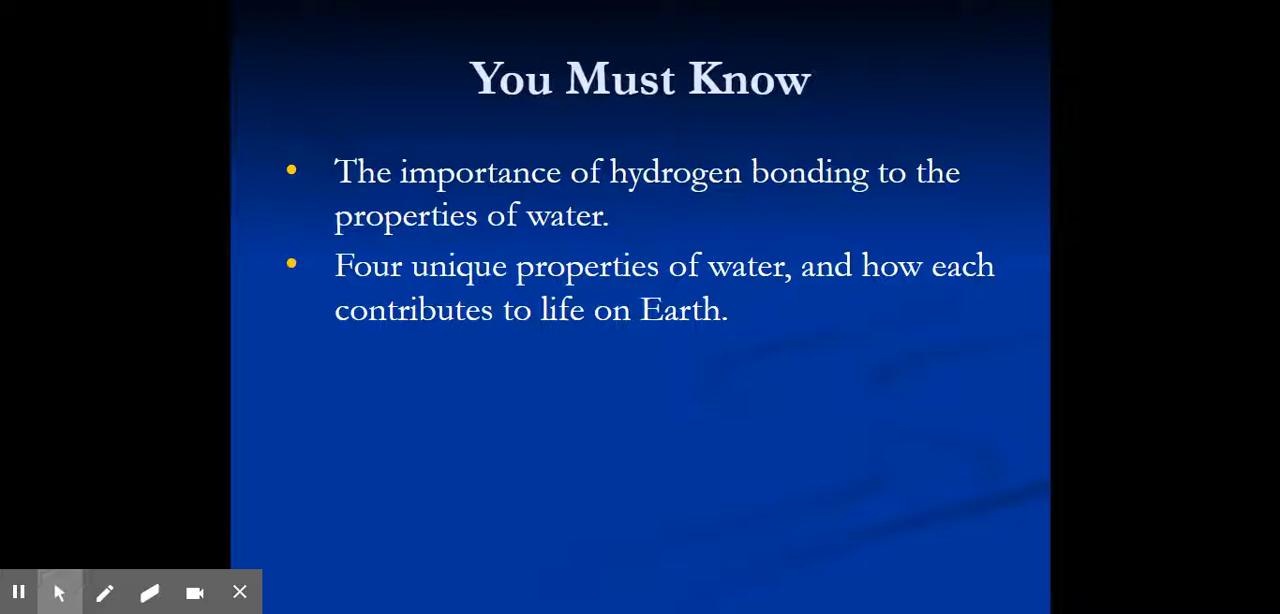 You Must Know
• The importance of hydrogen bonding to the
properties of water.
• Four unique properties of water, and how each
contributes to life on Earth.